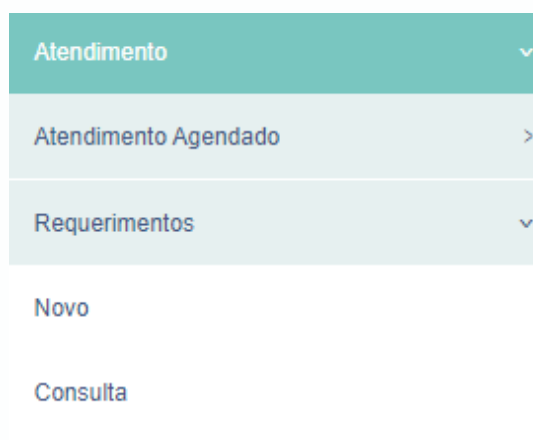 Atendimento
Atendimento Agendado
Requerimentos
Novo
Consulta